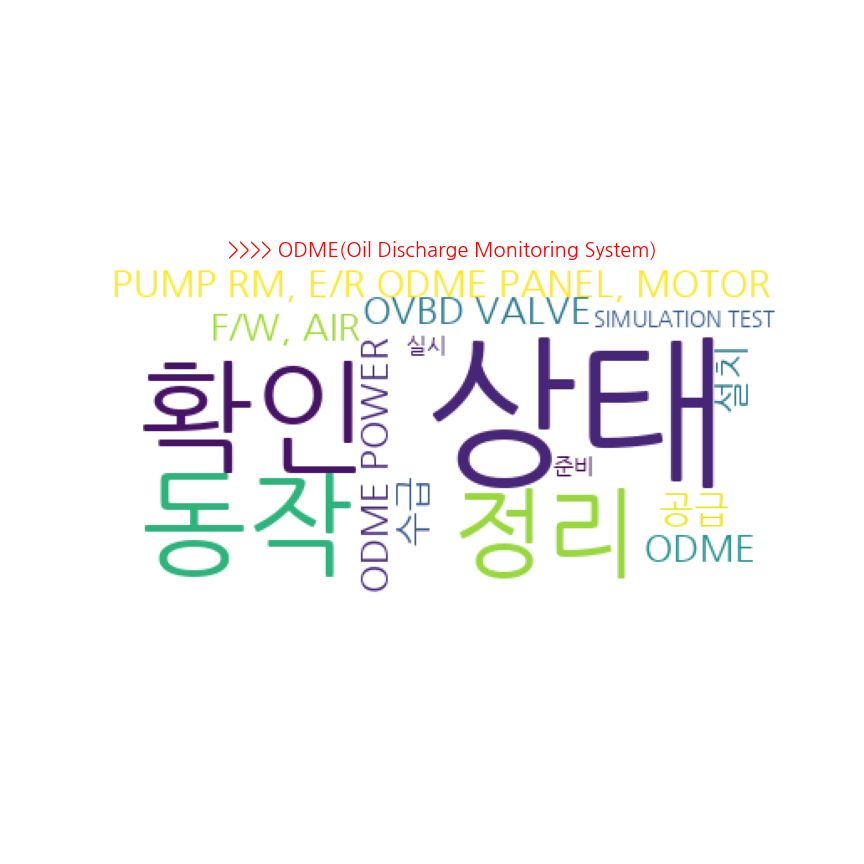 >>>> ODME(Oil Discharge Monitoring System)
PUMP RM, E/R ODME PANEL, MOTOR
OVBD VALVE
SIMULATION TEST
F/W, AIR
실시
ODME POWER
확인
상태
설치
준비
동작
수급
정리
공급
ODME